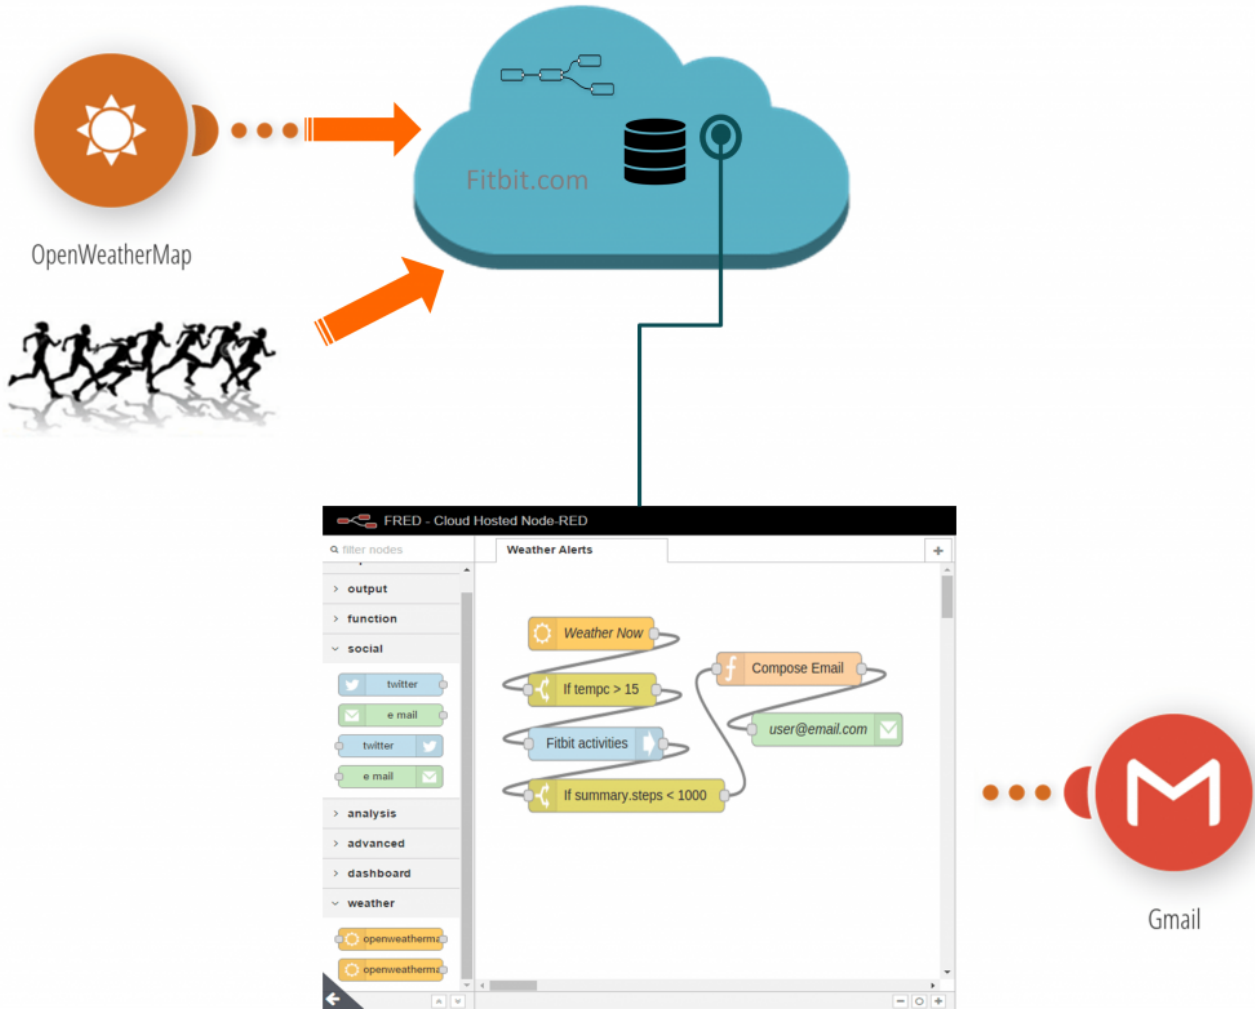 Fitbit.com
OpenWeatherMap
FRED - Cloud Hosted Node-RED
filter nodes
Weather Alerts
output
function
social
twitter
e mail
twitter
e mail
analysis
advanced
dashboard
weather
openweatherma
openweatherma
Weather Now
If tempc > 15
Fitbit activities
If summary.steps < 1000
Compose Email
user@email.com
Gmail